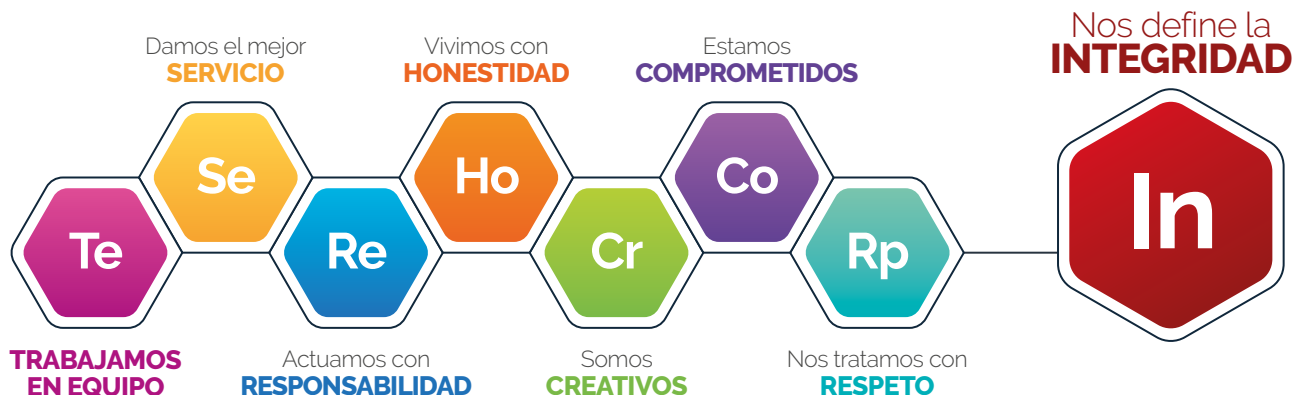 Damos el mejor
SERVICIO
Vivimos con
HONESTIDAD
Estamos
COMPROMETIDOS
Nos define la
INTEGRIDAD
Te
Se
Re
Ho
Cr
Co
Rp
In
TRABAJAMOS
EN EQUIPO
Actuamos con
RESPONSABILIDAD
Somos
CREATIVOS
Nos tratamos con
RESPETO